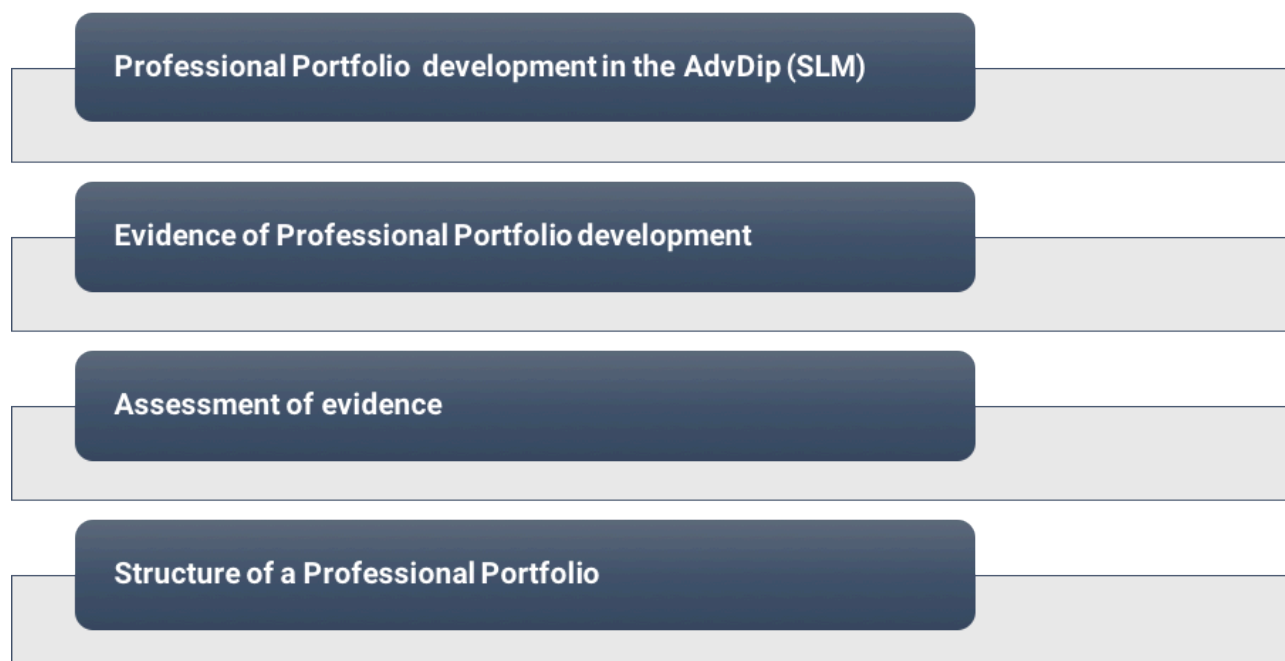 Professional Portfolio development in the AdvDip (SLM)
Evidence of Professional Portfolio development
Assessment of evidence
Structure of a Professional Portfolio